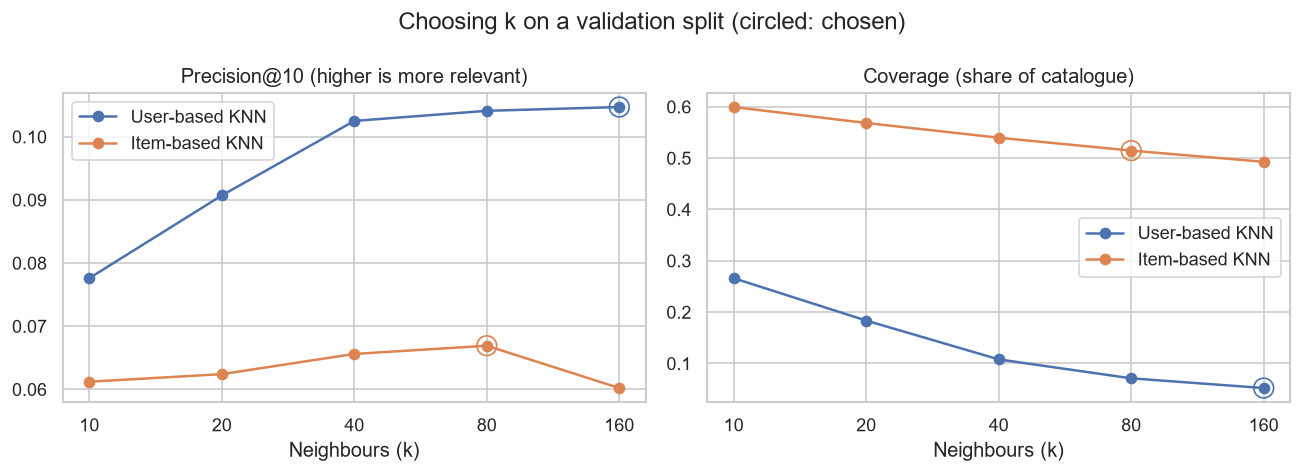 Choosing k on a validation split (circled: chosen)
Precision@10 (higher is more relevant)
User-based KNN
Item-based KNN
0.10
0.09
0.08
0.07
0.06
10 20 40 80 160
Neighbours (k)
Coverage (share of catalogue)
0.6
0.5
0.4
0.3
0.2
0.1
User-based KNN
Item-based KNN
10 20 40 80 160
Neighbours (k)